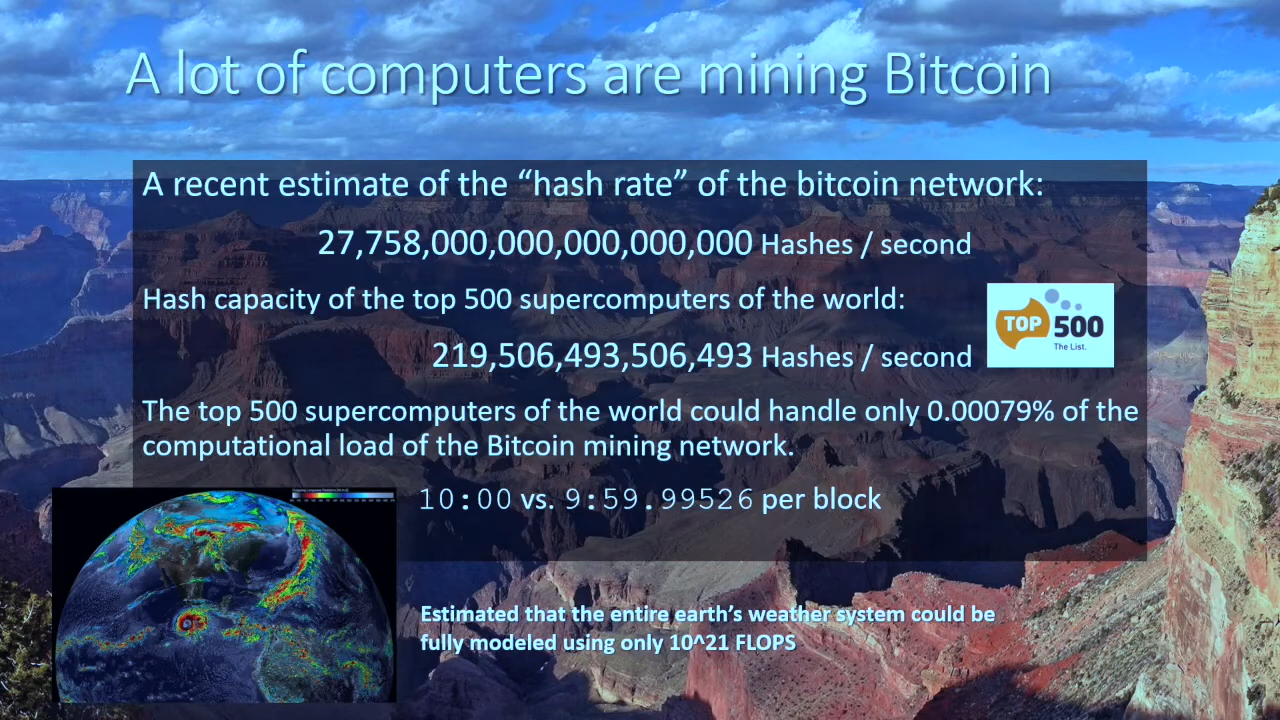 A lot of computers are mining Bitcoin
A recent estimate of the “hash rate” of the bitcoin network:
27,758,000,000,000,000,000 Hashes / second
Hash capacity of the top 500 supercomputers of the world:
TOP 500
The List.
219,506,493,506,493 Hashes / second
The top 500 supercomputers of the world could handle only 0.00079% of the
computational load of the Bitcoin mining network.
10:00 vs. 9:59.99526 per block
Estimated that the entire earth’s weather system could be
fully modeled using only 10^21 FLOPS